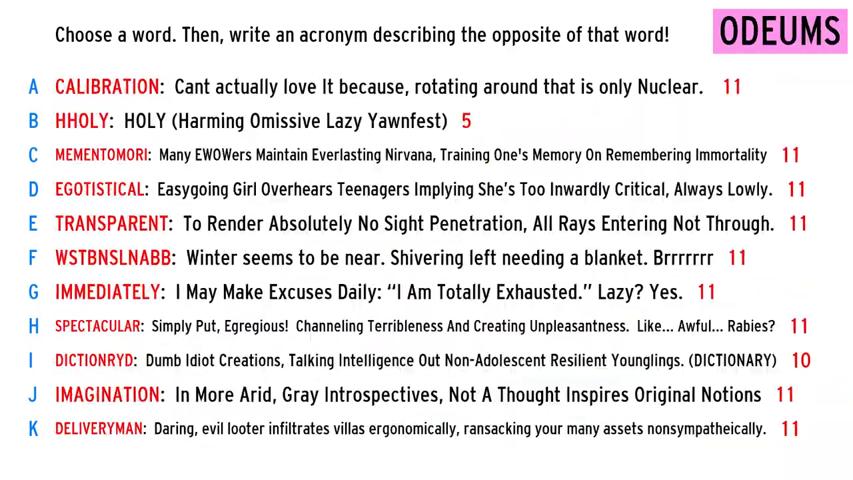 Choose a word. Then, write an acronym describing the opposite of that word!
ODEUMS
A CALIBRATION: Cant actually love It because, rotating around that is only Nuclear. 11
B HHOLY: HOLY (Harming Omissive Lazy Yawnfest) 5
C MEMENTOMORI: Many EWOWers Maintain Everlasting Nirvana, Training One's Memory On Remembering Immortality 11
D EGOTISTICAL: Easygoing Girl Overhears Teenagers Implying She's Too Inwardly Critical, Always Lowly. 11
E TRANSPARENT: To Render Absolutely No Sight Penetration, All Rays Entering Not Through. 11
F WSTBNSLNABB: Winter seems to be near. Shivering left needing a blanket. Brrrrrrr 11
G IMMEDIATELY: I May Make Excuses Daily: “I Am Totally Exhausted.” Lazy? Yes. 11
H SPECTACULAR: Simply Put, Egregious! Channeling Terribleness And Creating Unpleasantness. Like... Awful... Rabies? 11
I DICTIONRYD: Dumb Idiot Creations, Talking Intelligence Out Non-Adolescent Resilient Younglings. (DICTIONARY) 10
J IMAGINATION: In More Arid, Gray Introspectives, Not A Thought Inspires Original Notions 11
K DELIVERYMAN: Daring, evil looter infiltrates villas ergonomically, ransacking your many assets nonsympatheically. 11